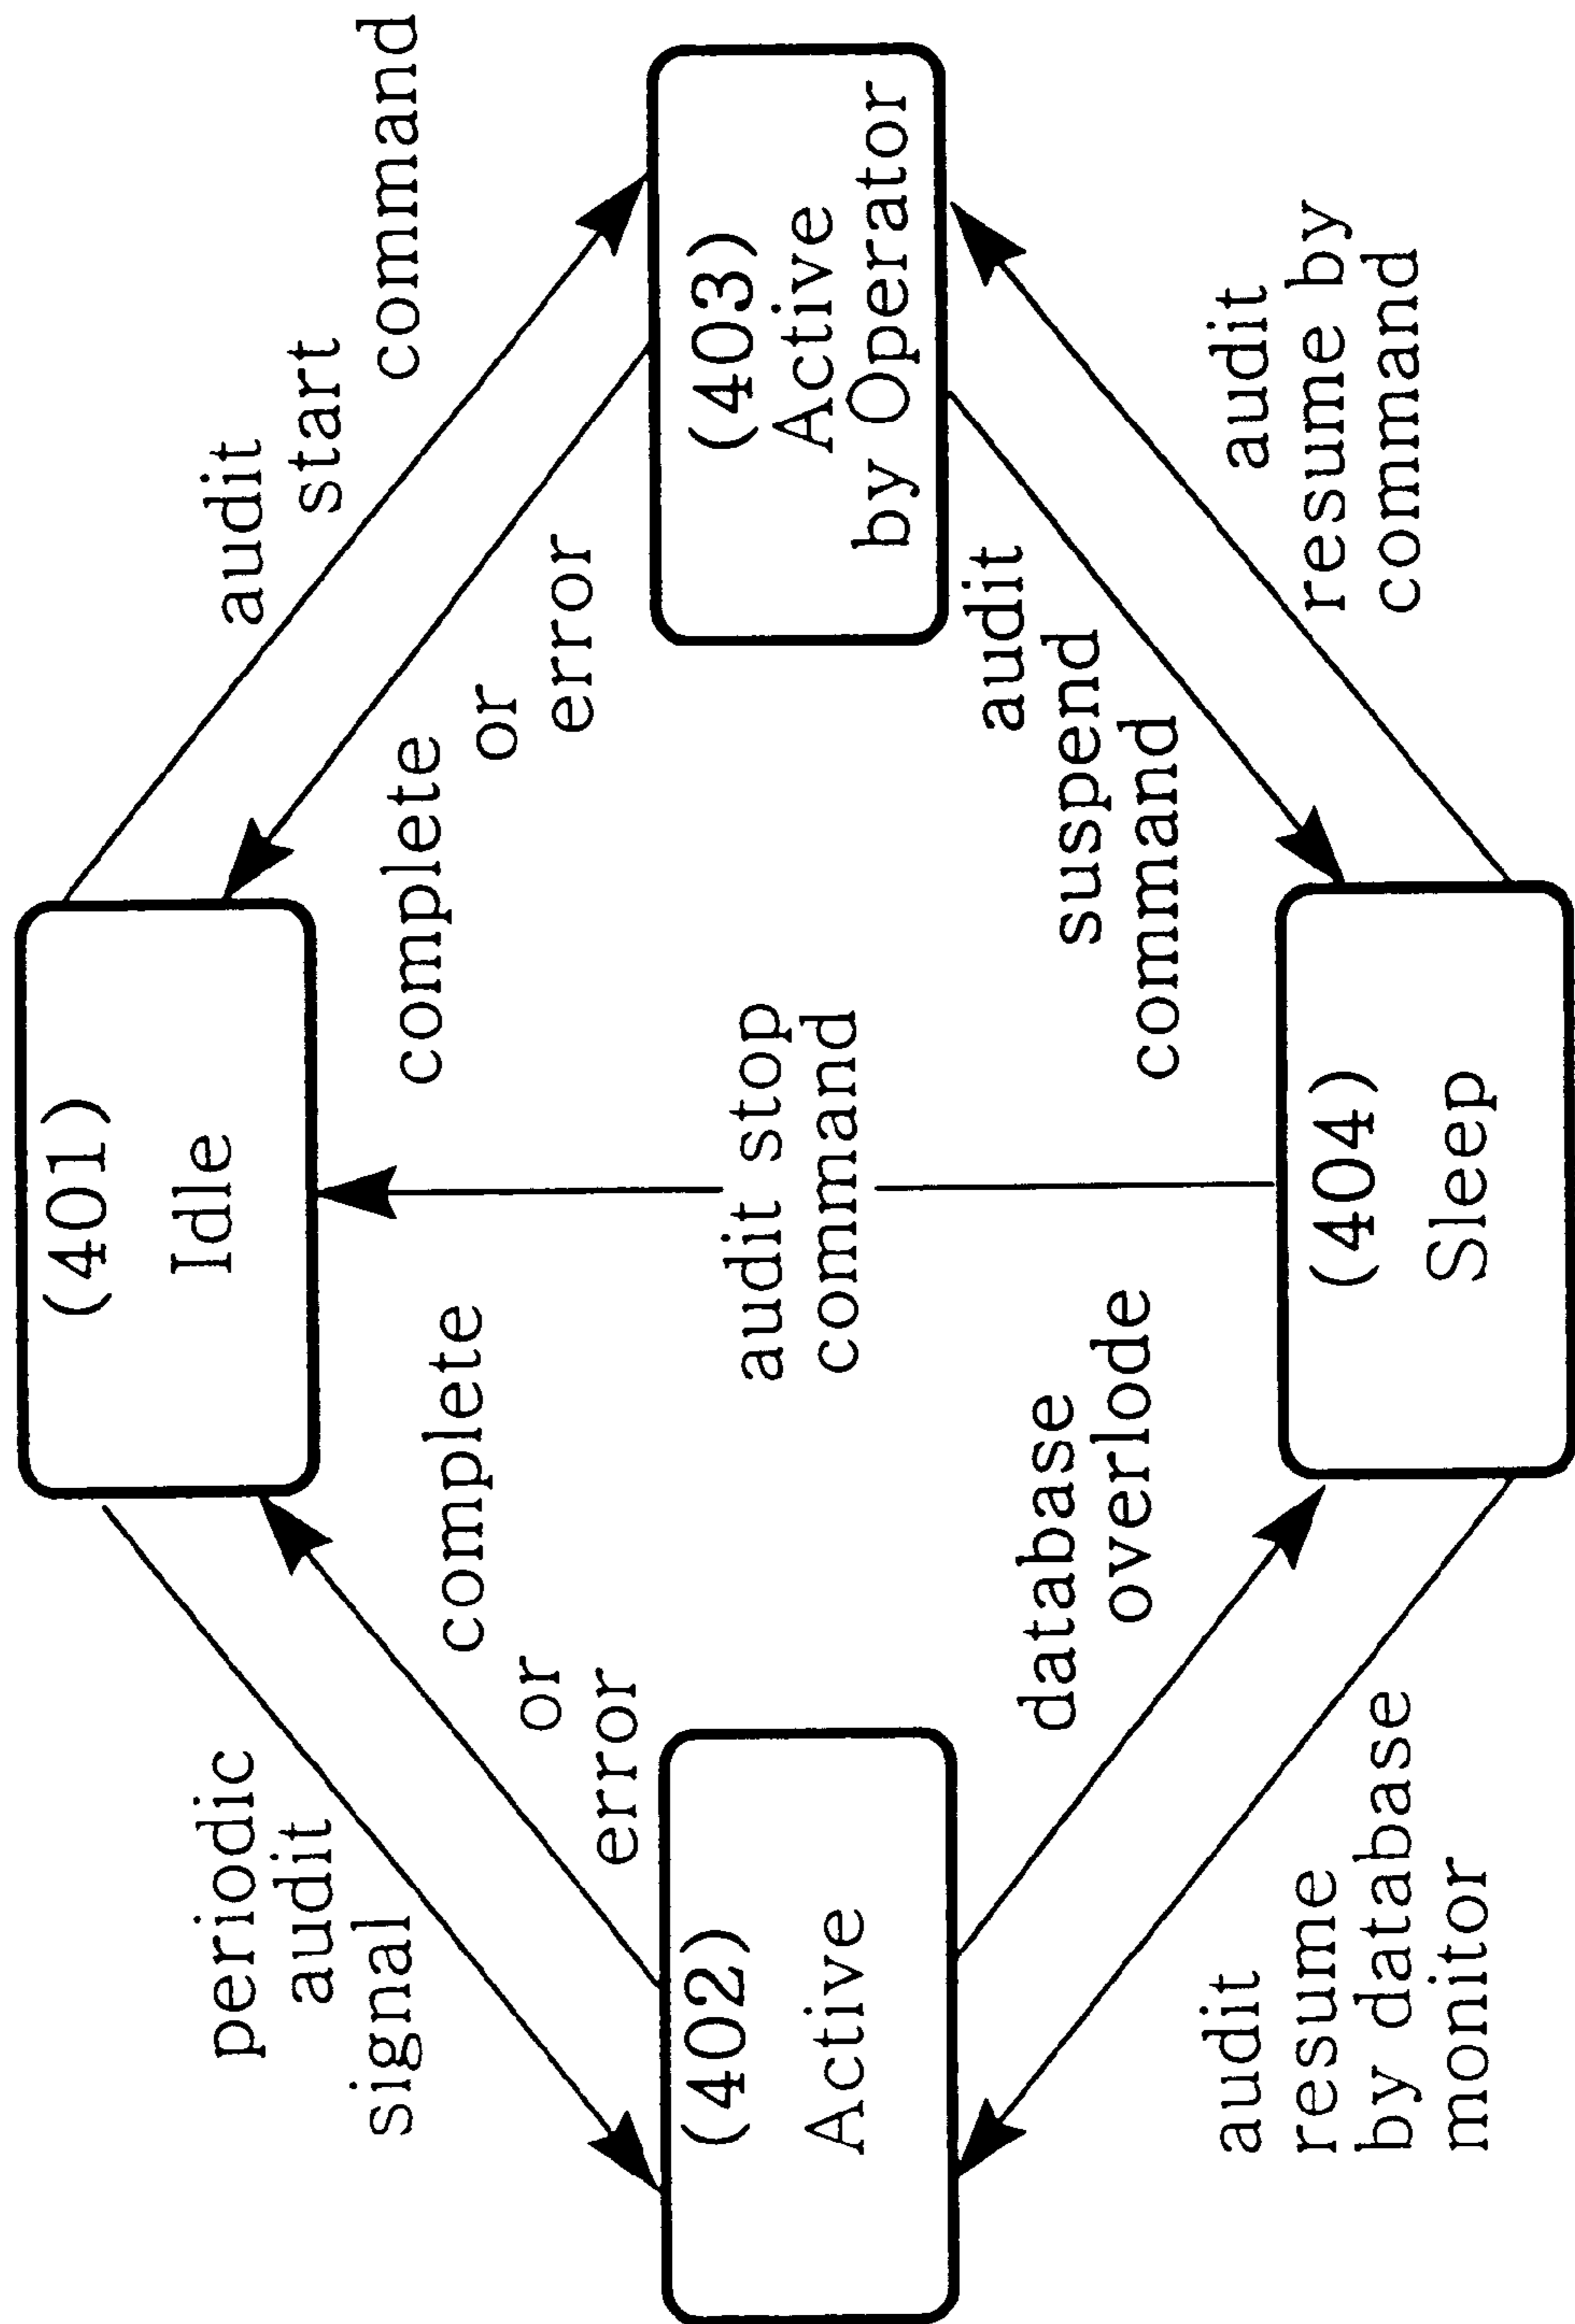 (401)
Idle
periodic
audit
signal
complete
or
error
audit
start
command
complete
or
error
(402)
Active
audit stop
command
(403)
Active
by Operator
database
overlode
audit
suspend
command
audit
resume
by database
monitor
(404)
Sleep
audit
resume by
command